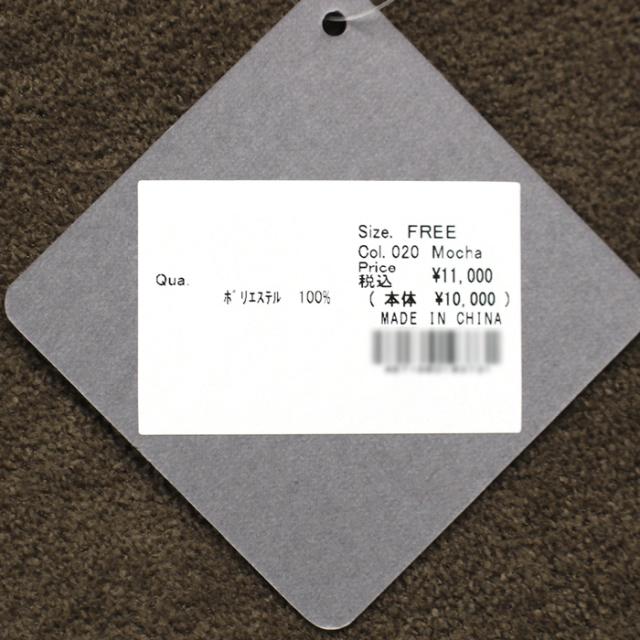 Size. FREE
Col. 020 Mocha
Price
税込 ¥11,000
( 本体 ¥10,000 )
MADE IN CHINA
Qua.
ﾎﾟﾘｴｽﾃﾙ 100%